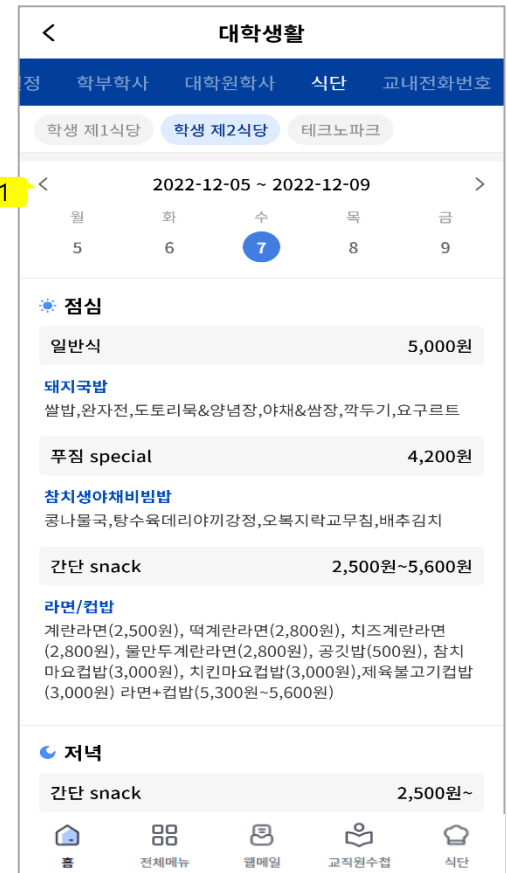 대학생활
정 학부학사 대학원학사 식단 교내전화번호
학생 제1식당 학생 제2식당 테크노파크
1
2022-12-05 ~ 2022-12-09
월 화 수 목 금
5 6 7 8 9
점심
일반식 5,000원
돼지국밥
쌀밥,완자전,도토리묵&양념장,야채&쌈장,깍두기,요구르트
푸짐 special 4,200원
참치생야채비빔밥
콩나물국,탕수육데리야끼강정,오복지락교무침,배추김치
간단 snack 2,500원~5,600원
라면/컵밥
계란라면(2,500원), 떡계란라면(2,800원), 치즈계란라면
(2,800원), 물만두계란라면(2,800원), 공깃밥(500원), 참치
마요컵밥(3,000원), 치킨마요컵밥(3,000원),제육불고기컵밥
(3,000원) 라면+컵밥(5,300원~5,600원)
저녁
간단 snack 2,500원~
홈 전체메뉴 웹메일 교직원수첩 식단